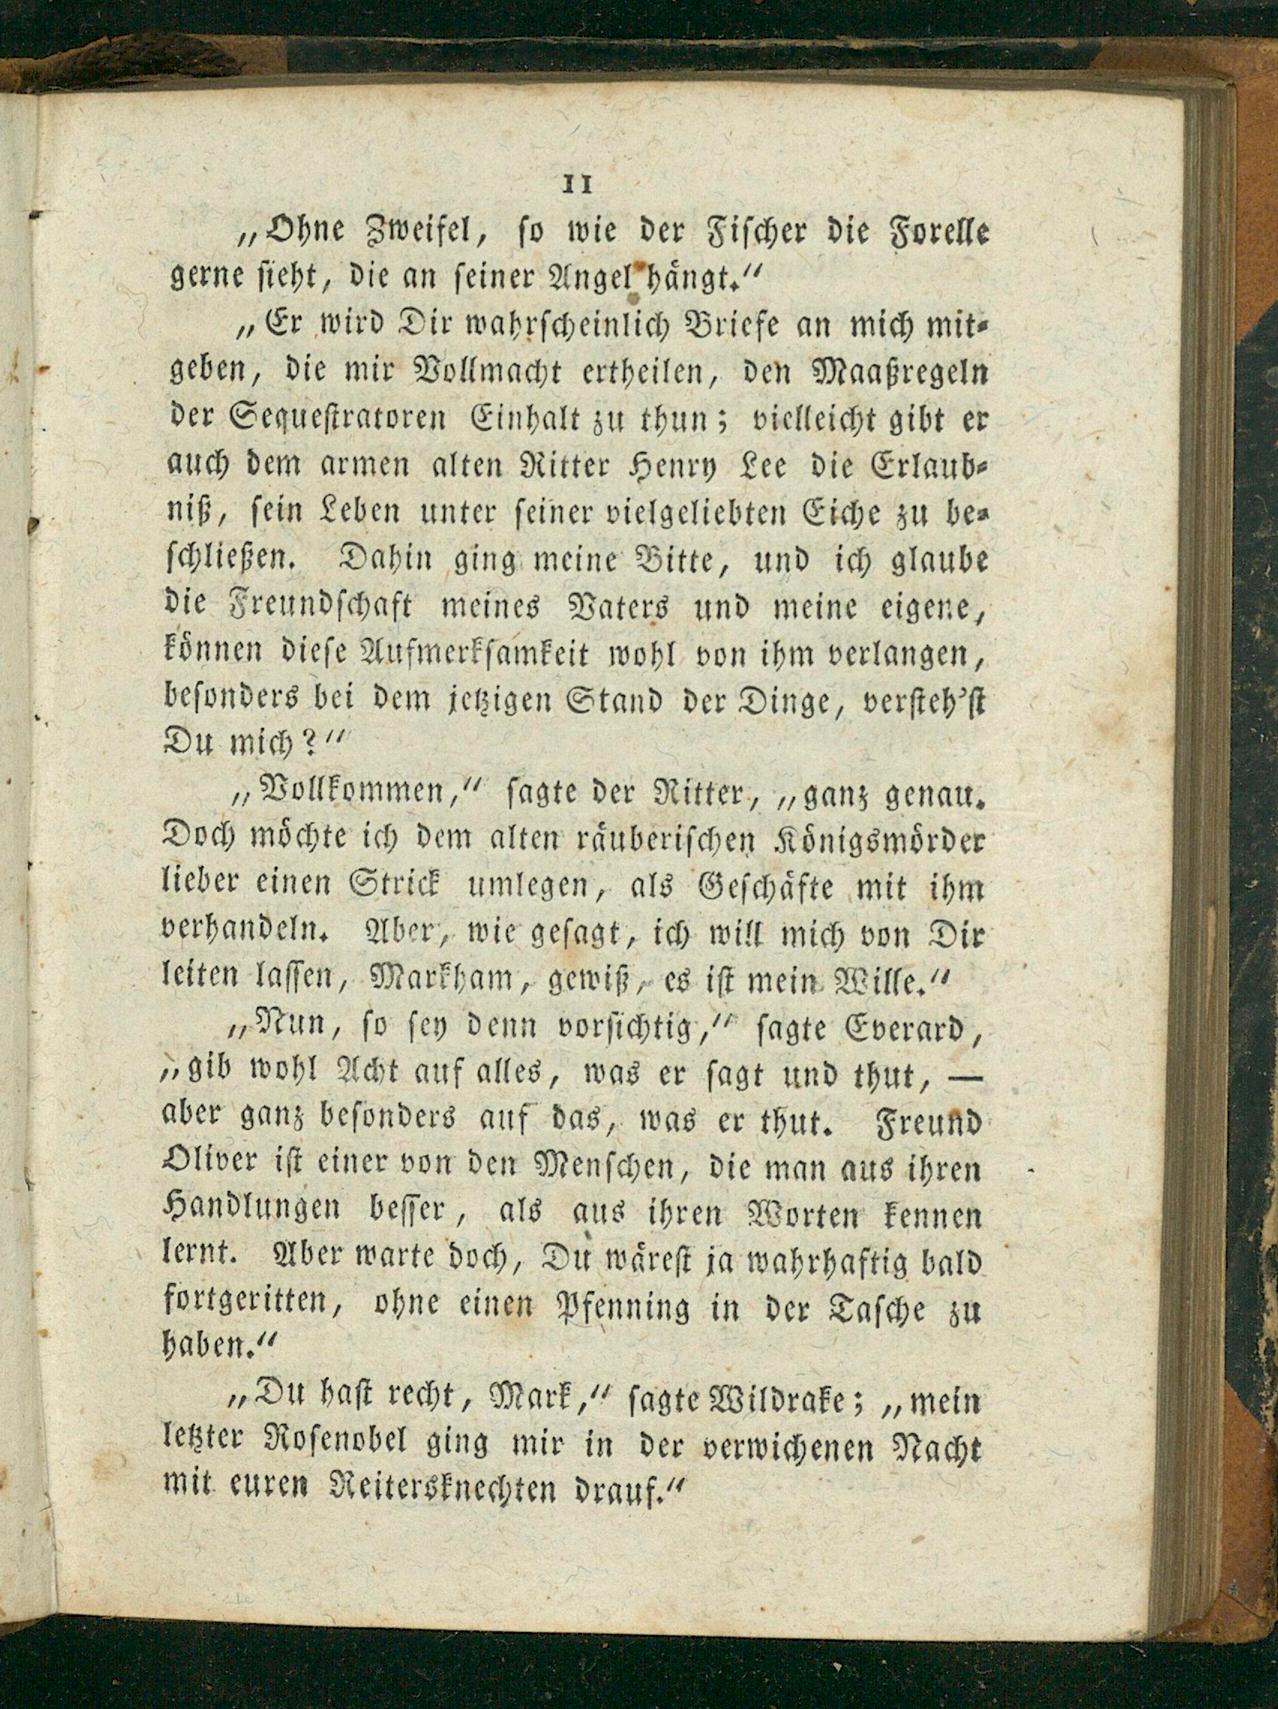 11
„Ohne Zweifel, so wie der Fischer die Forelle
gerne sieht, die an seiner Angel hängt.“
„Er wird Dir wahrscheinlich Briefe an mich mit-
geben, die mir Vollmacht ertheilen, den Maaßregeln
der Sequestratoren Einhalt zu thun; vielleicht gibt er
auch dem armen alten Ritter Henry Lee die Erlaub-
niß, sein Leben unter seiner vielgeliebten Eiche zu be-
schließen. Dahin ging meine Bitte, und ich glaube
die Freundschaft meines Vaters und meine eigene,
können diese Aufmerksamkeit wohl von ihm verlangen,
besonders bei dem jetzigen Stand der Dinge, versteh'st
Du mich?“
„Vollkommen,“ sagte der Ritter, „ganz genau.
Doch möchte ich dem alten räuberischen Königsmörder
lieber einen Strick umlegen, als Geschäfte mit ihm
verhandeln. Aber, wie gesagt, ich will mich von Dir
leiten lassen, Markham, gewiß, es ist mein Wille.“
„Nun, so sey denn vorsichtig,“ sagte Everard,
„gib wohl Acht auf alles, was er sagt und thut, —
aber ganz besonders auf das, was er thut. Freund
Oliver ist einer von den Menschen, die man aus ihren
Handlungen besser, als aus ihren Worten kennen
lernt. Aber warte doch, Du wärest ja wahrhaftig bald
fortgeritten, ohne einen Pfenning in der Tasche zu
haben.“
„Du hast recht, Mark,“ sagte Wildrake; „mein
letzter Rosenobel ging mir in der verwichenen Nacht
mit euren Reitersknechten drauf.“